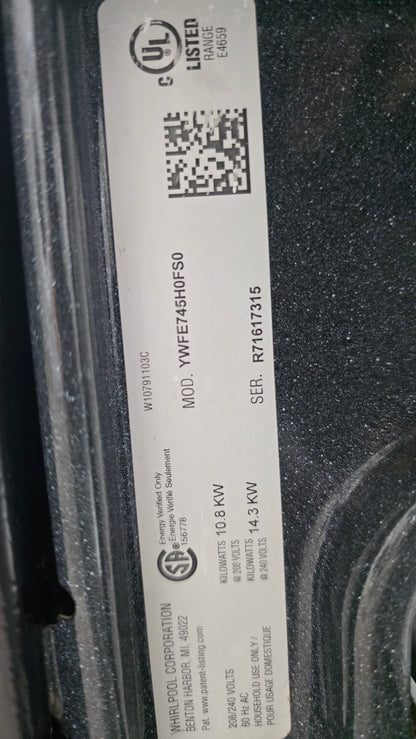 WHIRLPOOL CORPORATION
BENTON HARBOR, MI. 49022
Pat. www.patent-listing.com
208/240 VOLTS
60 Hz AC
HOUSEHOLD USE ONLY /
POUR USAGE DOMESTIQUE
SA®
Energy Verified Only
Énergie Vérifié Seulement
156778
KILOWATTS 10.8 KW
@ 208 VOLTS
KILOWATTS 14.3 KW
@ 240 VOLTS
W10791103C
MOD. YWFE745H0FS0
SER. R71617315
C UL®
LISTED
RANGE
E4659